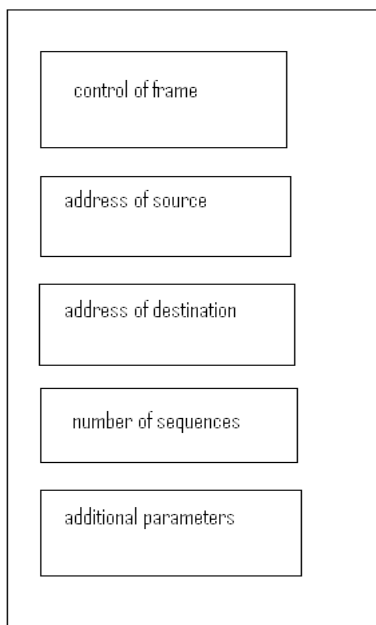 control of frame
address of source
address of destination
number of sequences
additional parameters